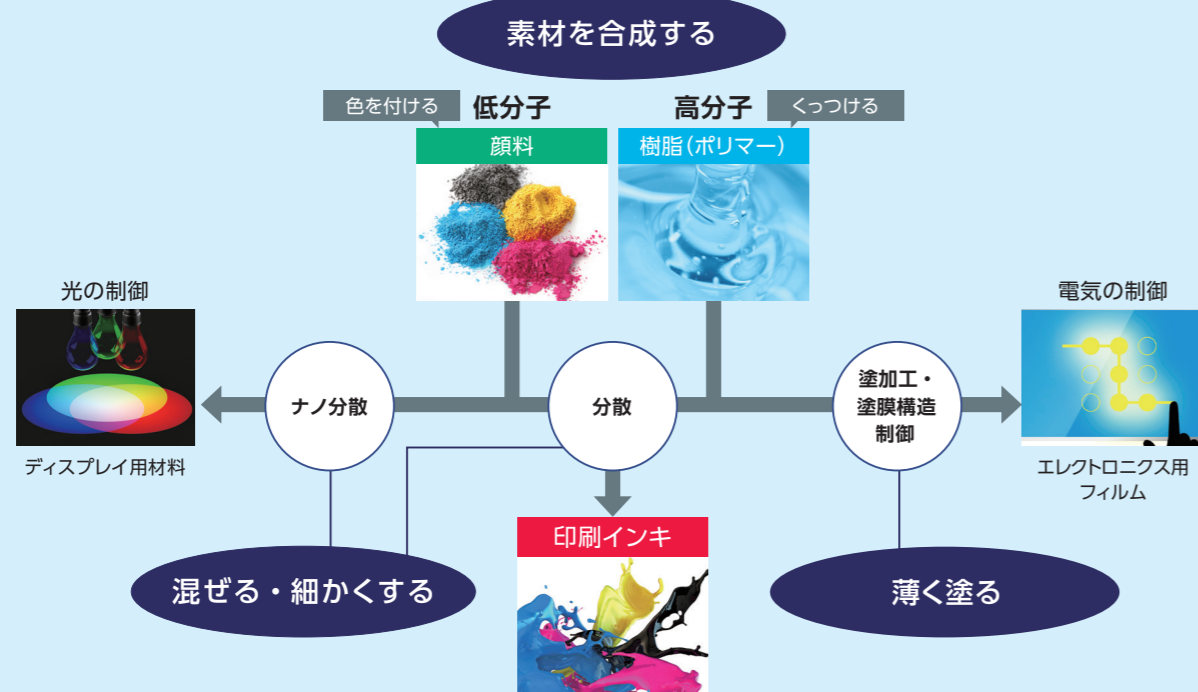 素材を合成する
色を付ける
低分子
高分子
くっつける
顔料
樹脂(ポリマー)
光の制御
電気の制御
ナノ分散
分散
塗加工・
塗膜構造
制御
ディスプレイ用材料
エレクトロニクス用
フィルム
印刷インキ
混ぜる・細かくする
薄く塗る